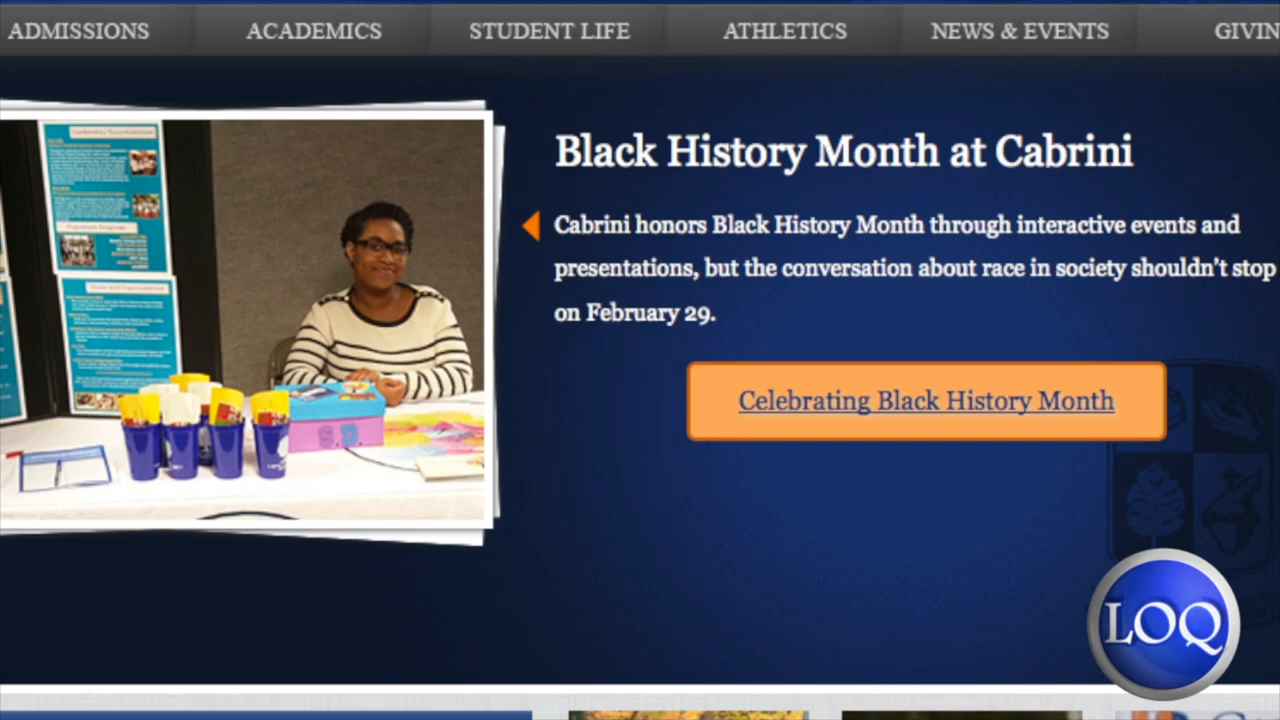 ADMISSIONS ACADEMICS STUDENT LIFE ATHLETICS NEWS & EVENTS GIVIN
Black History Month at Cabrini
Cabrini honors Black History Month through interactive events and
presentations, but the conversation about race in society shouldn't stop
on February 29.
Celebrating Black History Month
S.D.
LOQ